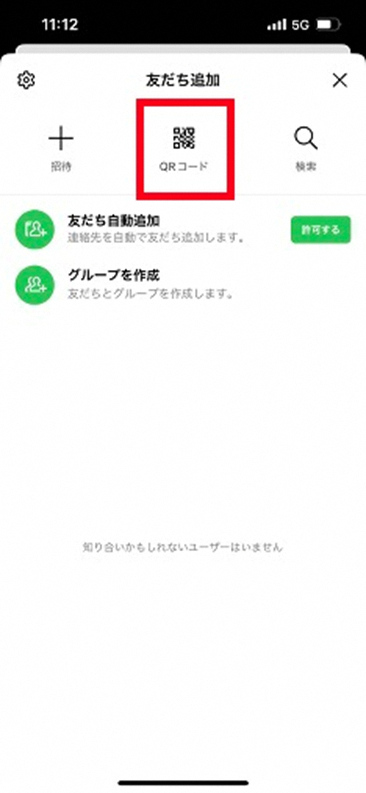 11:12
5G
友だち追加
招待
QRコード
検索
友だち自動追加
連絡先を自動で友だち追加します。
許可する
グループを作成
友だちとグループを作成します。
知り合いかもしれないユーザーはいません